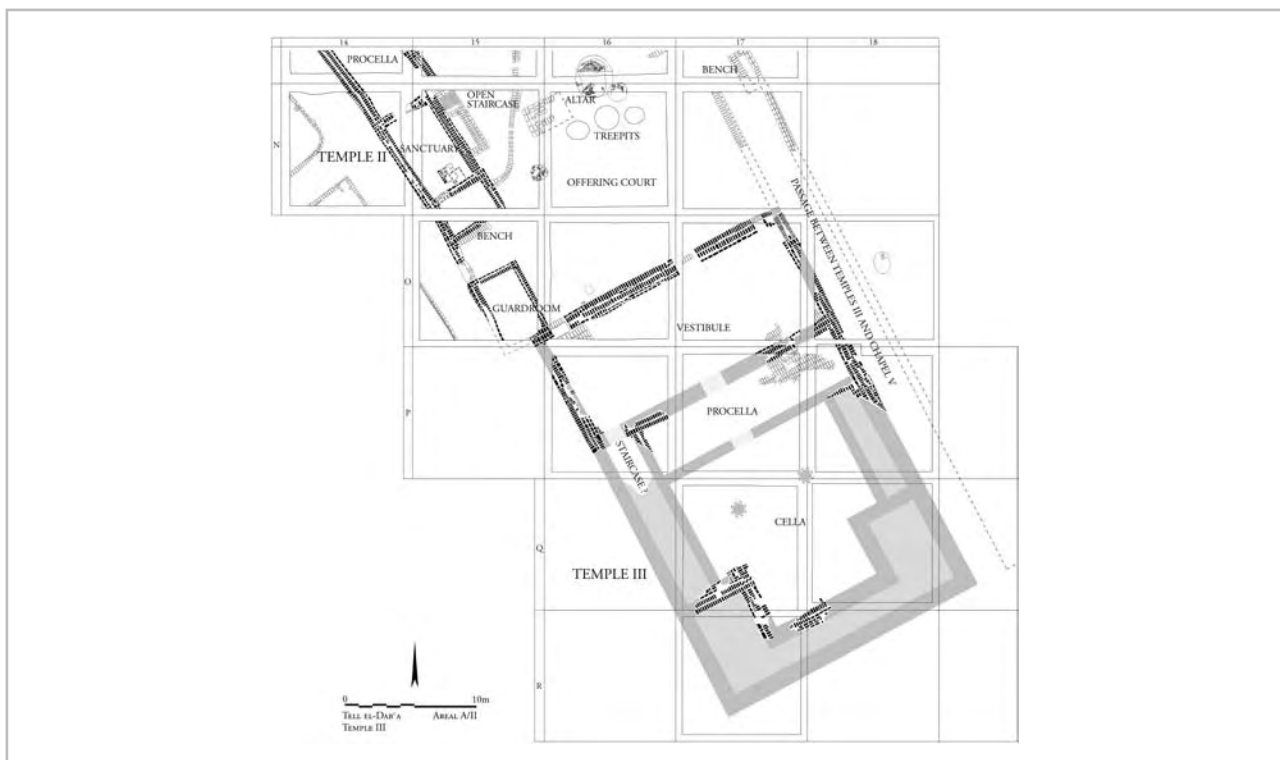 14 15 16 17 18
PROCELLA
BENCH
OPEN
STAIRCASE
ALTAR
TREEPITS
N
TEMPLE II
SANCTUARY
OFFERING COURT
PASSAGE BETWEEN TEMPLES III AND CHAPEL V
BENCH
O
GUARDROOM
VESTIBULE
P
PROCELLA
STAIRCASE ?
CELLA
Q
TEMPLE III
R
0 10m
TELL EL-DAB'A AREAL A/II
TEMPLE III